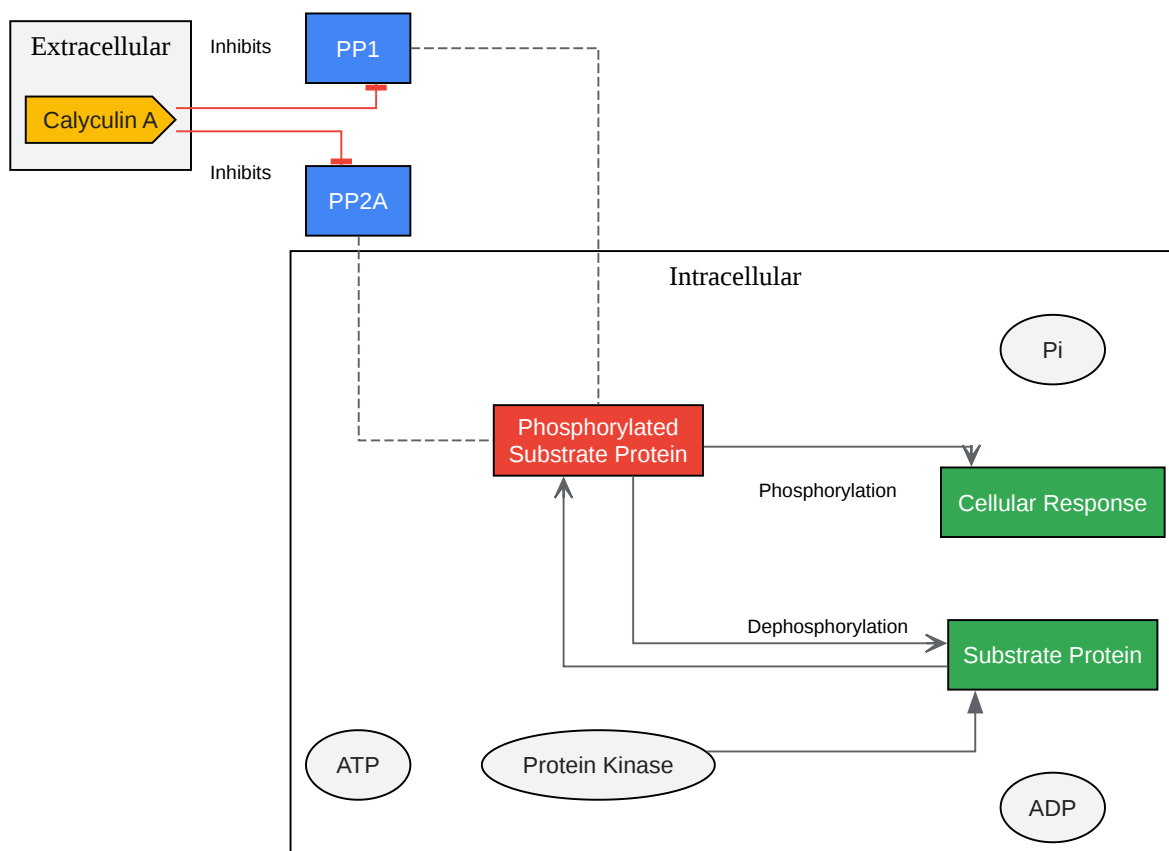 Extracellular
Inhibits
PP1
Calyculin A
Inhibits
PP2A
Intracellular
Pi
Phosphorylated
Substrate Protein
Phosphorylation
Cellular Response
Dephosphorylation
Substrate Protein
ATP
Protein Kinase
ADP